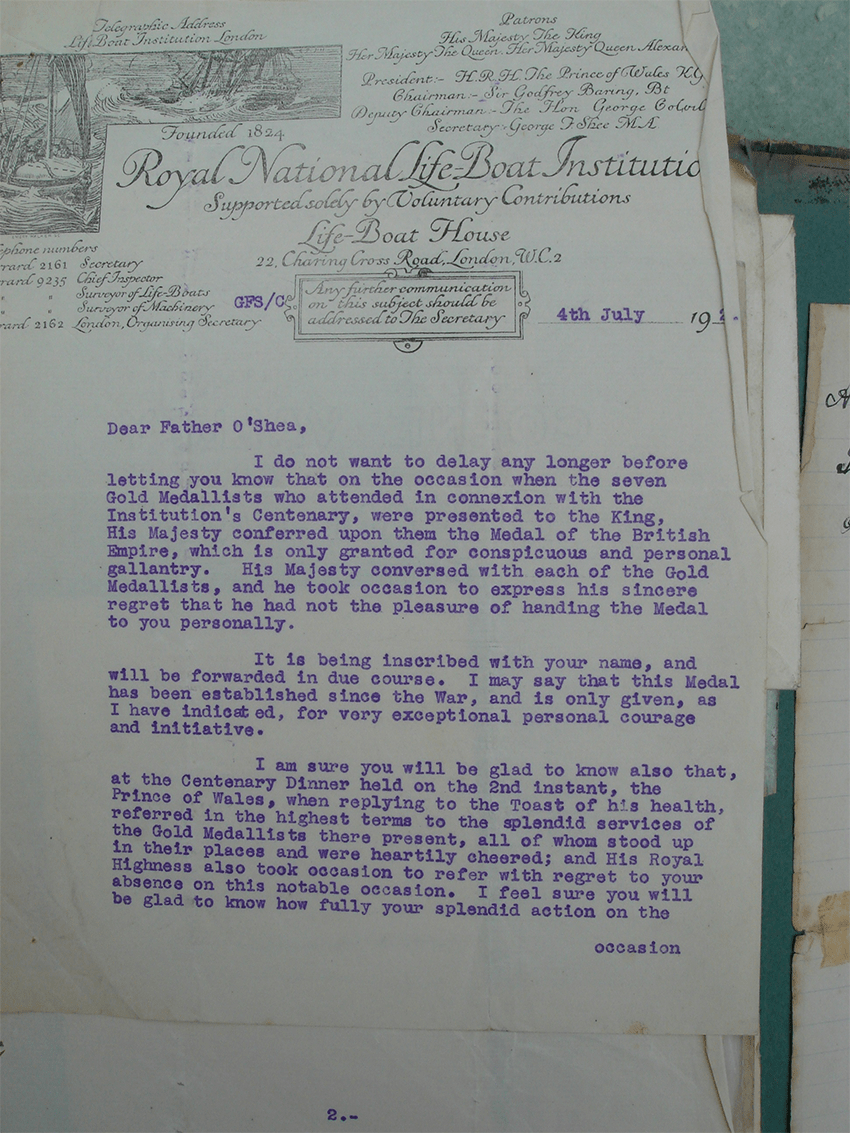 Telegraphic Address
Life Boat Institution London
Patrons
His Majesty The King
Her Majesty The Queen. Her Majesty Queen Alexan
President:- H.R.H. The Prince of Wales K.G.
Chairman:- Sir Godfrey Baring, Bt
Deputy Chairman:- The Hon George Colvil
Secretary:- George F. Shee M.A.
Founded 1824
Royal National Life-Boat Institutio
Supported solely by Voluntary Contributions
Life-Boat House
22, Charing Cross Road, London, W.C.2
ephone numbers
rrard 2161 Secretary
rrard 9235 Chief Inspector
" " Surveyor of Life-Boats
" " Surveyor of Machinery
rrard 2162 London, Organising Secretary
GFS/C
Any further communication
on this subject should be
addressed to The Secretary
4th July 192
Dear Father O'Shea,
I do not want to delay any longer before
letting you know that on the occasion when the seven
Gold Medallists who attended in connexion with the
Institution's Centenary, were presented to the King,
His Majesty conferred upon them the Medal of the British
Empire, which is only granted for conspicuous and personal
gallantry. His Majesty conversed with each of the Gold
Medallists, and he took occasion to express his sincere
regret that he had not the pleasure of handing the Medal
to you personally.
It is being inscribed with your name, and
will be forwarded in due course. I may say that this Medal
has been established since the War, and is only given, as
I have indicated, for very exceptional personal courage
and initiative.
I am sure you will be glad to know also that,
at the Centenary Dinner held on the 2nd instant, the
Prince of Wales, when replying to the Toast of his health,
referred in the highest terms to the splendid services of
the Gold Medallists there present, all of whom stood up
in their places and were heartily cheered; and His Royal
Highness also took occasion to refer with regret to your
absence on this notable occasion. I feel sure you will
be glad to know how fully your splendid action on the
occasion
2.-